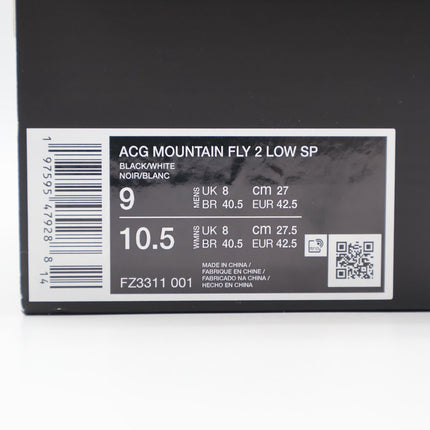 ACG MOUNTAIN FLY 2 LOW SP
BLACK/WHITE
NOIR/BLANC
9 MENS UK 8 cm 27
BR 40.5 EUR 42.5
10.5 WMNS UK 8 cm 27.5
BR 40.5 EUR 42.5
MADE IN CHINA /
FABRIQUE EN CHINE /
FABRICADO NA CHINA /
HECHO EN CHINA
FZ3311 001
1 97595 47928 8 14